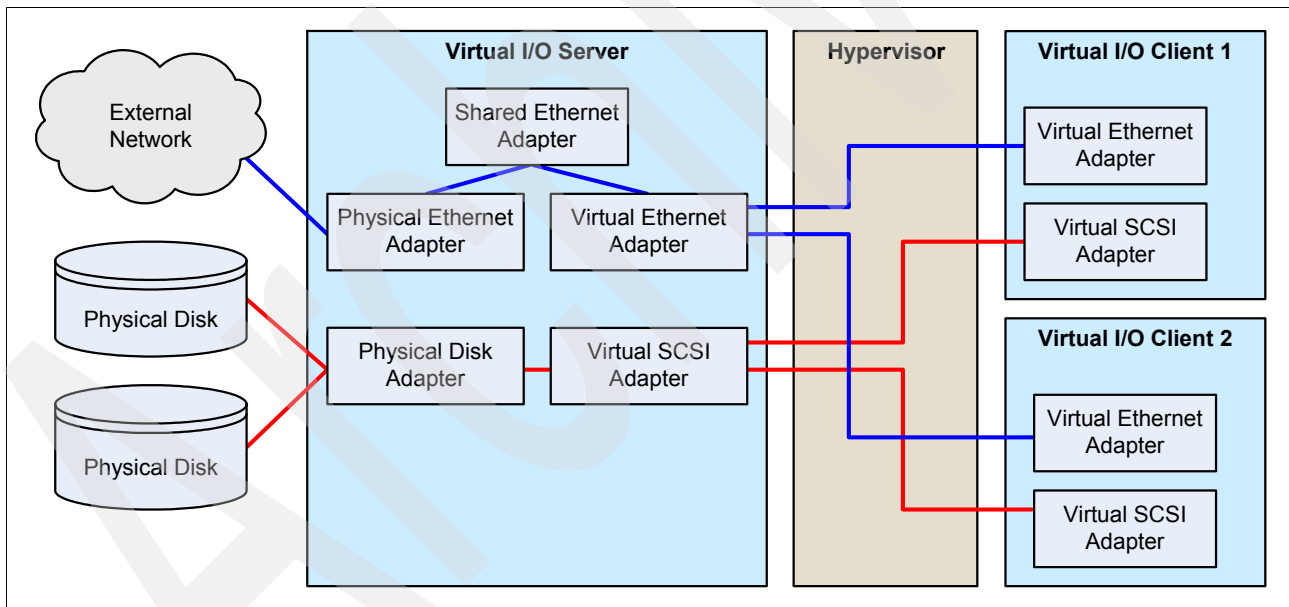 Virtual I/O Server
Hypervisor
Virtual I/O Client 1
External
Network
Shared Ethernet
Adapter
Physical Ethernet
Adapter
Virtual Ethernet
Adapter
Virtual Ethernet
Adapter
Virtual SCSI
Adapter
Physical Disk
Physical Disk
Adapter
Virtual SCSI
Adapter
Physical Disk
Virtual I/O Client 2
Virtual Ethernet
Adapter
Virtual SCSI
Adapter